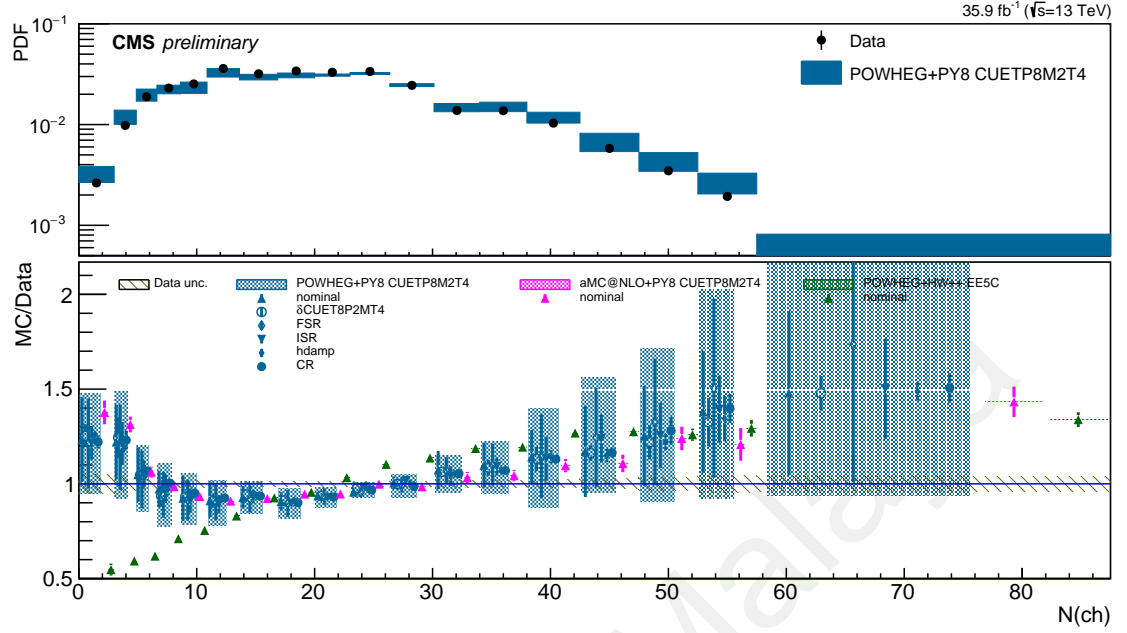 35.9 fb⁻¹ (√s=13 TeV)
CMS preliminary
Data
POWHEG+PY8 CUETP8M2T4
PDF
10⁻¹
10⁻²
10⁻³
Data unc.
POWHEG+PY8 CUETP8M2T4
nominal
δCUET8P2MT4
FSR
ISR
hdamp
CR
aMC@NLO+PY8 CUETP8M2T4
nominal
POWHEG+HW++ EE5C
nominal
MC/Data
2
1.5
1
0.5
0 10 20 30 40 50 60 70 80
N(ch)
Malaya